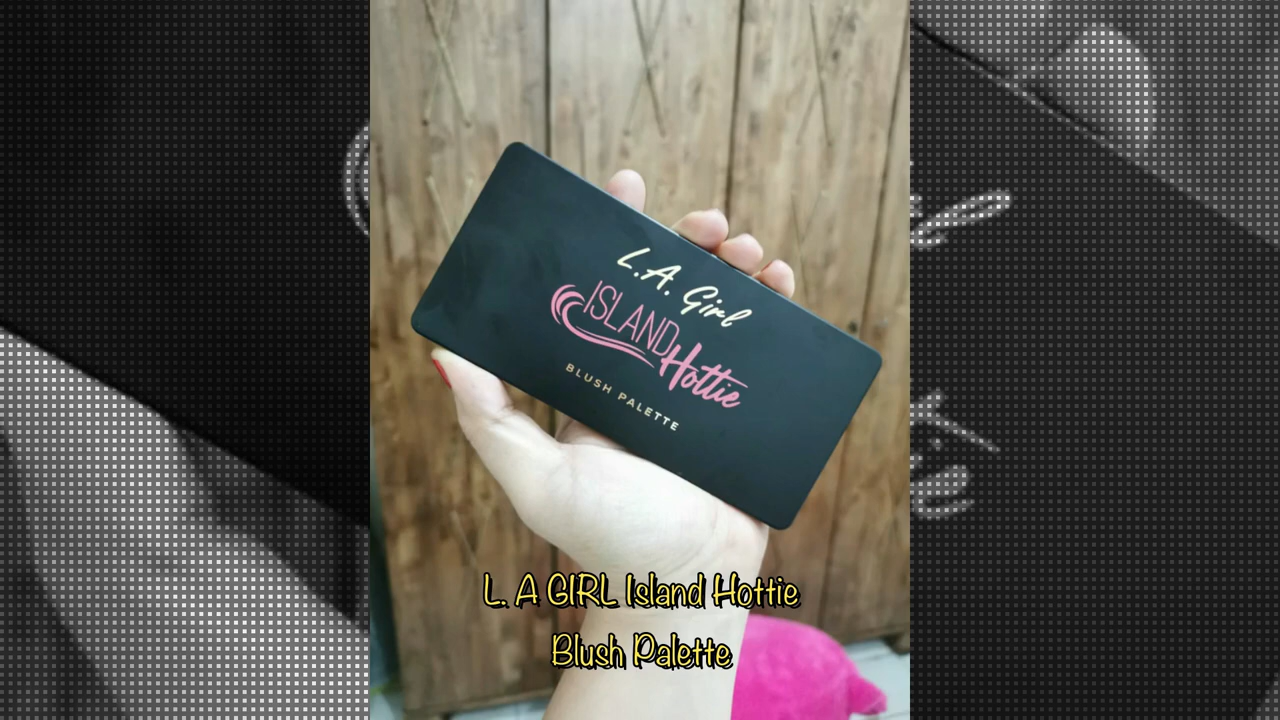 L.A. Girl
ISLAND
Hottie
BLUSH PALETTE
L. A GIRL Island Hottie
Blush Palette